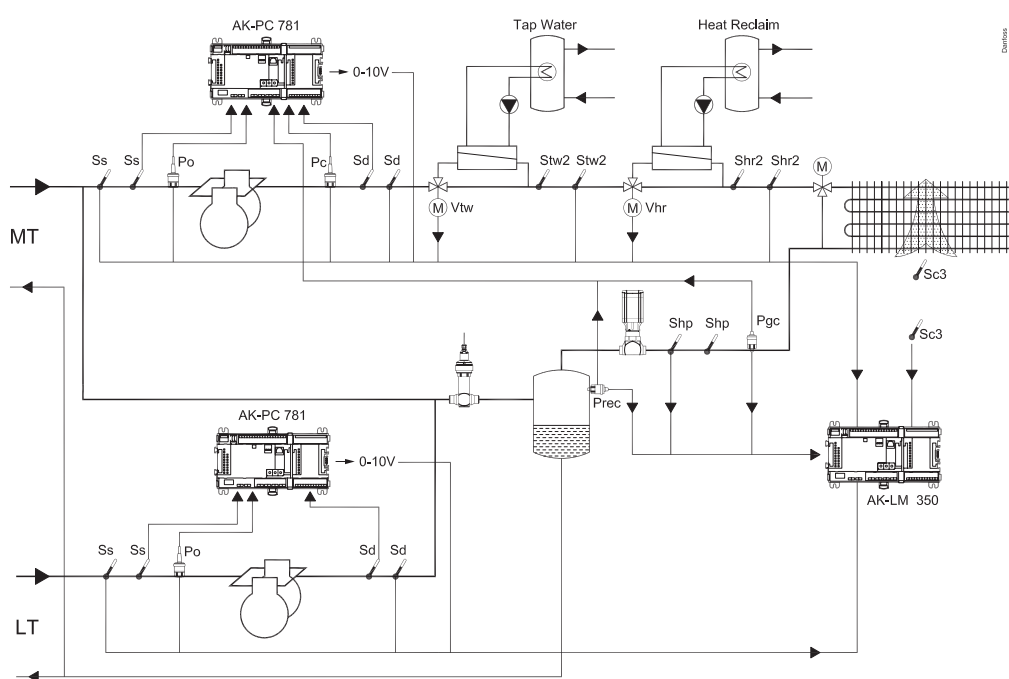 AK-PC 781
Tap Water
Heat Reclaim
Danfoss
0-10V
Ss
Ss
Po
Pc
Sd
Sd
Stw2
Stw2
Shr2
Shr2
M
M
Vtw
M
Vhr
MT
Sc3
Shp
Shp
Pgc
Sc3
Prec
AK-PC 781
0-10V
AK-LM 350
Ss
Ss
Po
Sd
Sd
LT